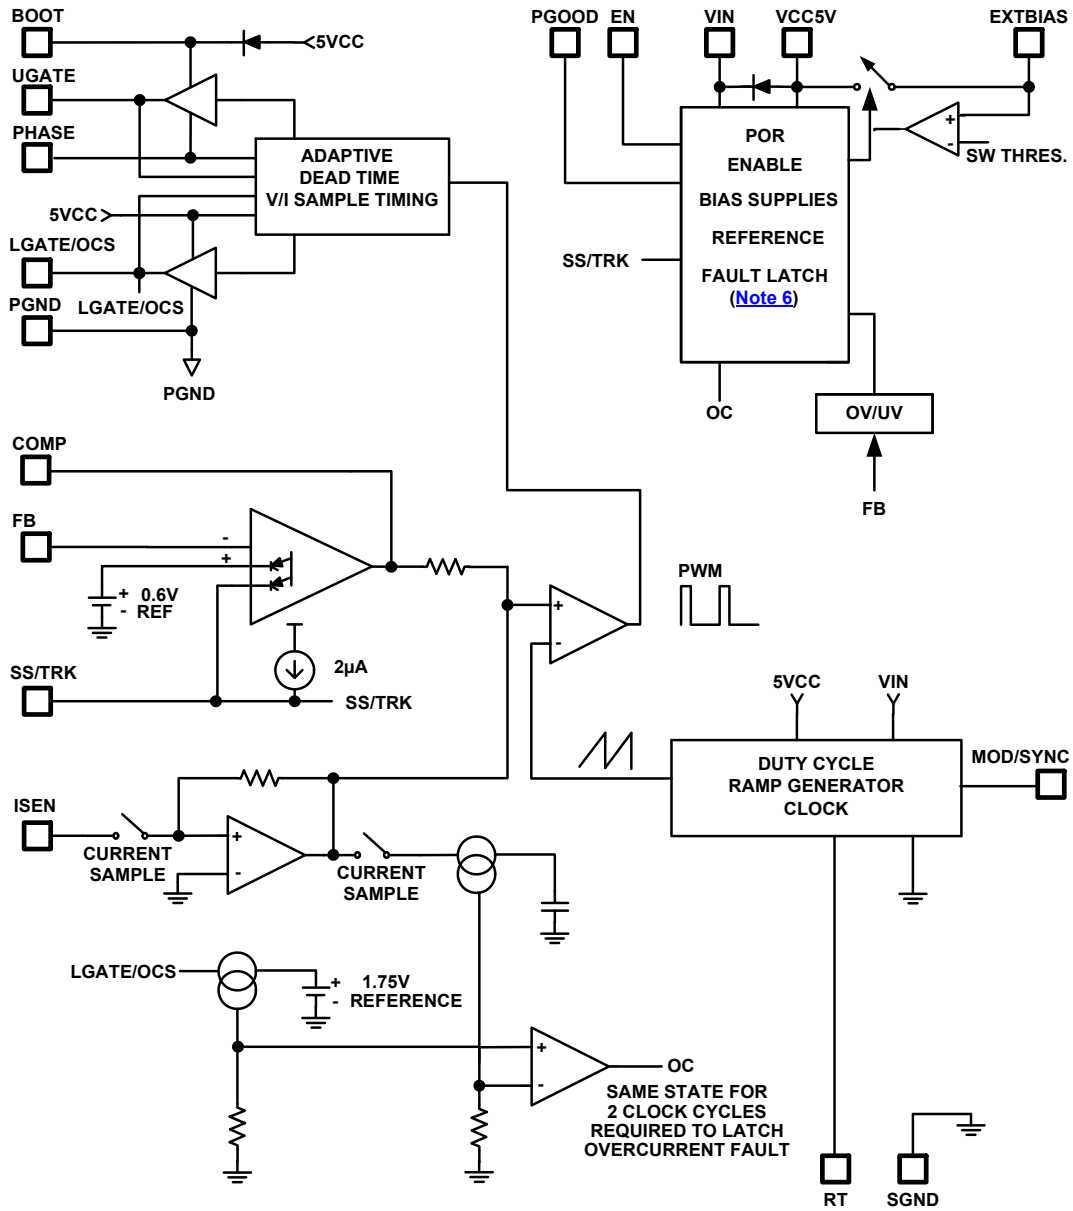 BOOT
5VCC
UGATE
PHASE
ADAPTIVE
DEAD TIME
V/I SAMPLE TIMING
5VCC
LGATE/OCS
LGATE/OCS
PGND
PGND
PGOOD
EN
VIN
VCC5V
EXTBIAS
POR
ENABLE
BIAS SUPPLIES
REFERENCE
FAULT LATCH
(Note 6)
+
-
SW THRES.
SS/TRK
OC
OV/UV
FB
COMP
FB
-
+
+ 0.6V
- REF
2µA
SS/TRK
SS/TRK
+
-
PWM
5VCC
VIN
DUTY CYCLE
RAMP GENERATOR
CLOCK
MOD/SYNC
ISEN
CURRENT
SAMPLE
+
-
CURRENT
SAMPLE
LGATE/OCS
+ 1.75V
- REFERENCE
+
-
OC
SAME STATE FOR
2 CLOCK CYCLES
REQUIRED TO LATCH
OVERCURRENT FAULT
RT
SGND